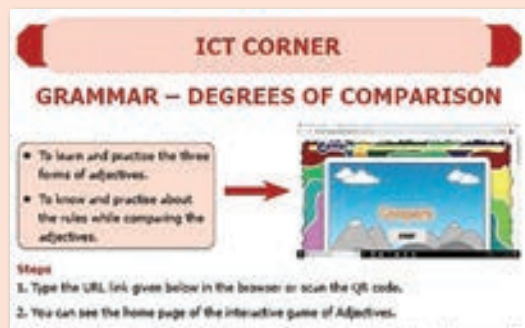 ICT CORNER
GRAMMAR – DEGREES OF COMPARISON
• To learn and practise the three
forms of adjectives.
• To know and practise about
the rules while comparing the
adjectives.
Steps
1. Type the URL link given below in the browser or scan the QR code.
2. You can see the home page of the interactive game of Adjectives.